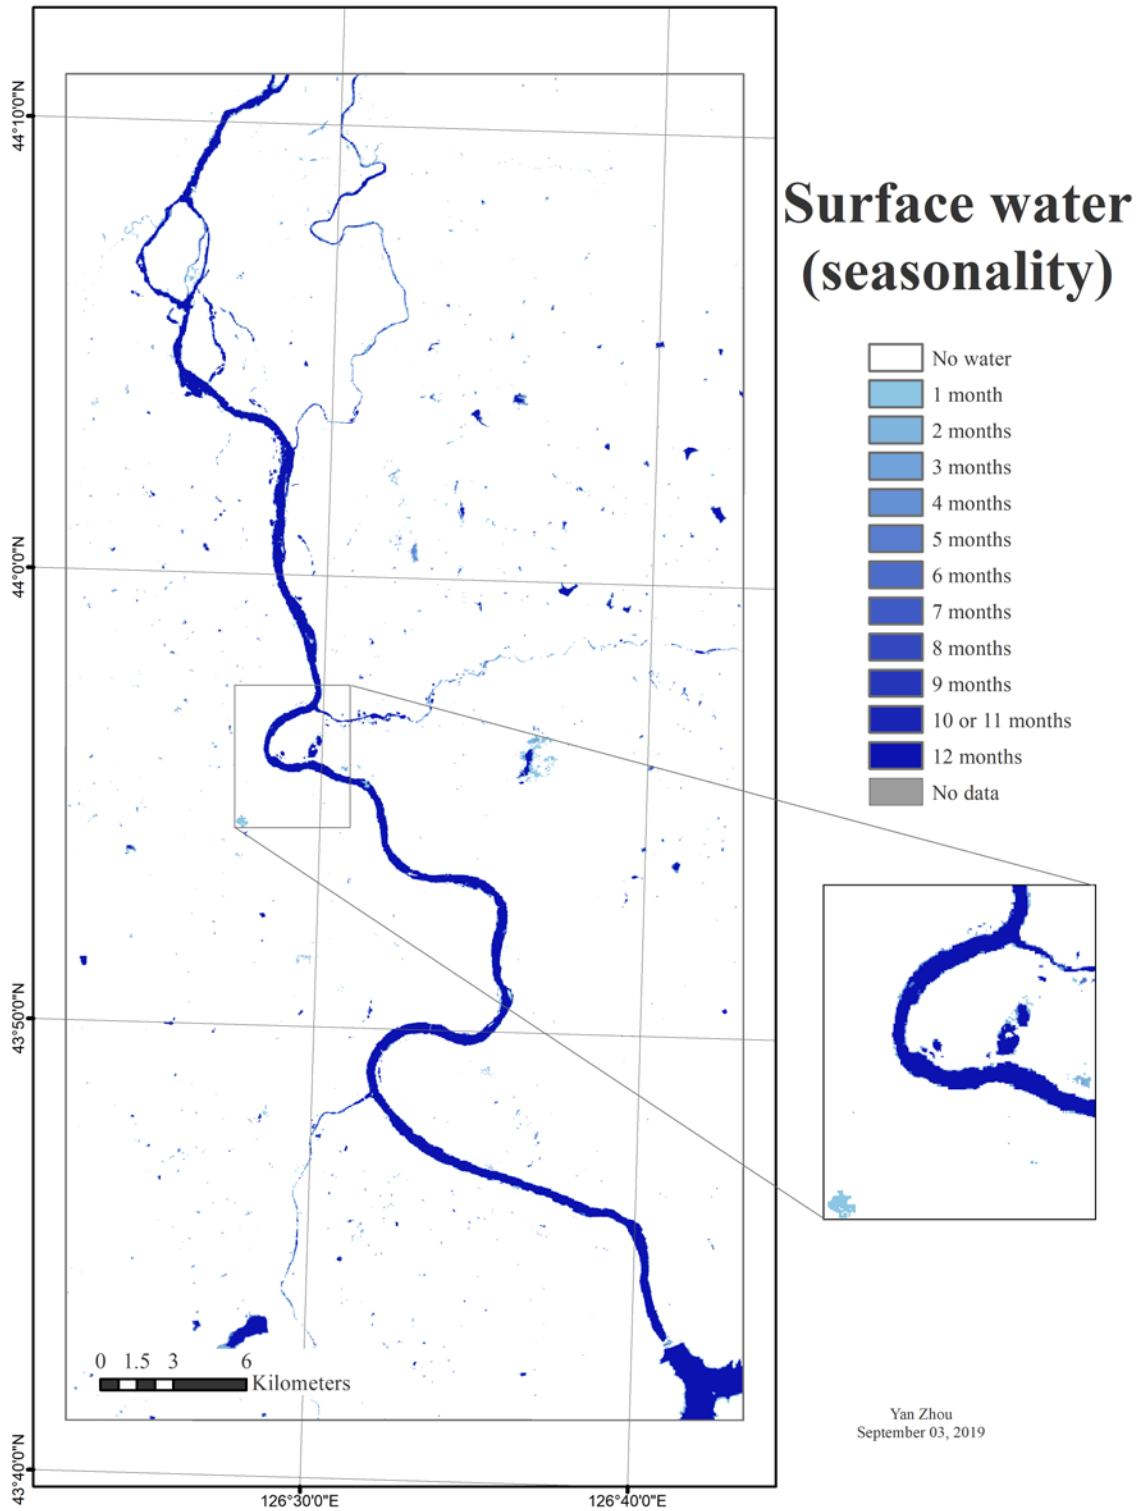 Surface water
(seasonality)
No water
1 month
2 months
3 months
4 months
5 months
6 months
7 months
8 months
9 months
10 or 11 months
12 months
No data
44°10'0"N
44°0'0"N
43°50'0"N
43°40'0"N
0 1.5 3 6
Kilometers
126°30'0"E
126°40'0"E
Yan Zhou
September 03, 2019